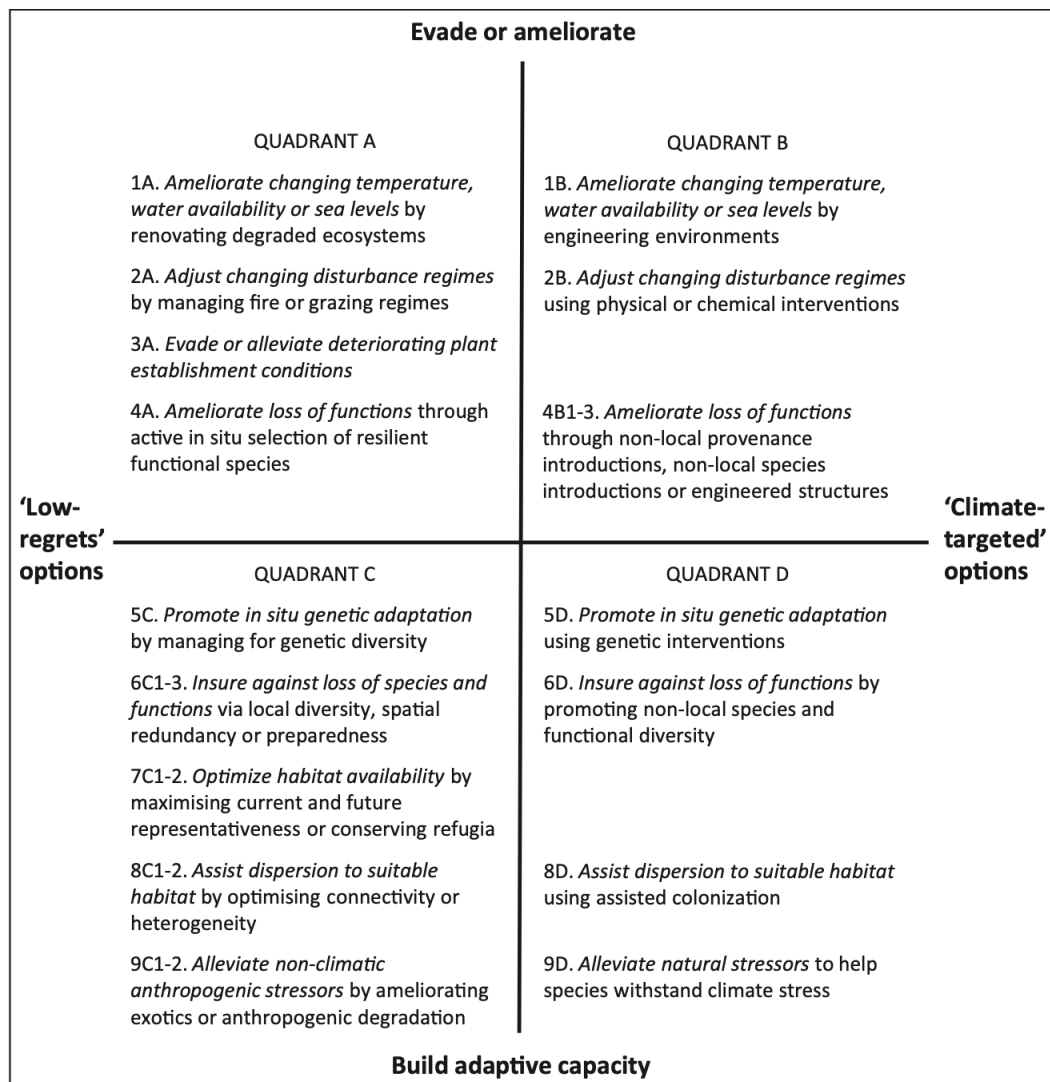 Evade or ameliorate
QUADRANT A
1A. Ameliorate changing temperature,
water availability or sea levels by
renovating degraded ecosystems
2A. Adjust changing disturbance regimes
by managing fire or grazing regimes
3A. Evade or alleviate deteriorating plant
establishment conditions
4A. Ameliorate loss of functions through
active in situ selection of resilient
functional species
QUADRANT B
1B. Ameliorate changing temperature,
water availability or sea levels by
engineering environments
2B. Adjust changing disturbance regimes
using physical or chemical interventions
4B1-3. Ameliorate loss of functions
through non-local provenance
introductions, non-local species
introductions or engineered structures
‘Low-
regrets’
options
‘Climate-
targeted’
options
QUADRANT C
5C. Promote in situ genetic adaptation
by managing for genetic diversity
6C1-3. Insure against loss of species and
functions via local diversity, spatial
redundancy or preparedness
7C1-2. Optimize habitat availability by
maximising current and future
representativeness or conserving refugia
8C1-2. Assist dispersion to suitable
habitat by optimising connectivity or
heterogeneity
9C1-2. Alleviate non-climatic
anthropogenic stressors by ameliorating
exotics or anthropogenic degradation
QUADRANT D
5D. Promote in situ genetic adaptation
using genetic interventions
6D. Insure against loss of functions by
promoting non-local species and
functional diversity
8D. Assist dispersion to suitable habitat
using assisted colonization
9D. Alleviate natural stressors to help
species withstand climate stress
Build adaptive capacity